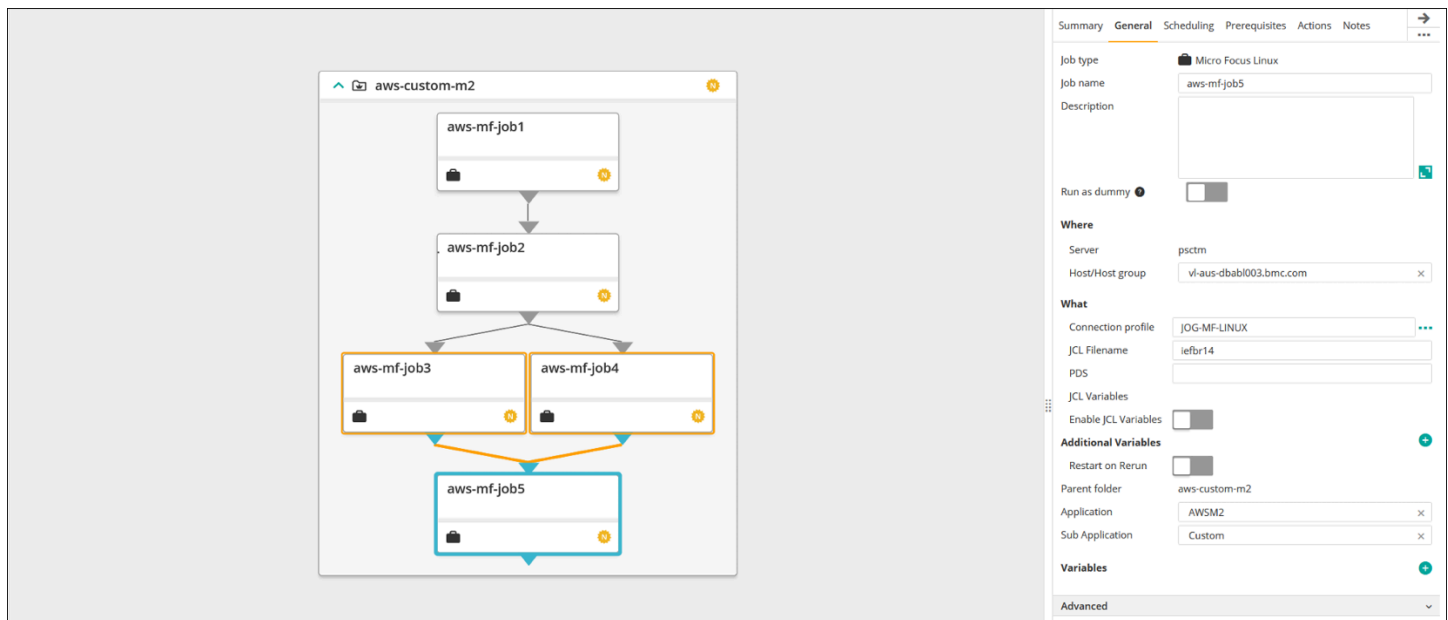 aws-custom-m2
N
aws-mf-job1
N
aws-mf-job2
N
aws-mf-job3
aws-mf-job4
N
N
aws-mf-job5
N
Summary General Scheduling Prerequisites Actions Notes
Job type Micro Focus Linux
Job name aws-mf-job5
Description
Run as dummy ?
Where
Server psctm
Host/Host group vl-aus-dbabl003.bmc.com ×
What
Connection profile JOG-MF-LINUX
JCL Filename iefbr14
PDS
JCL Variables
Enable JCL Variables
Additional Variables
Restart on Rerun
Parent folder aws-custom-m2
Application AWSM2 ×
Sub Application Custom ×
Variables
Advanced